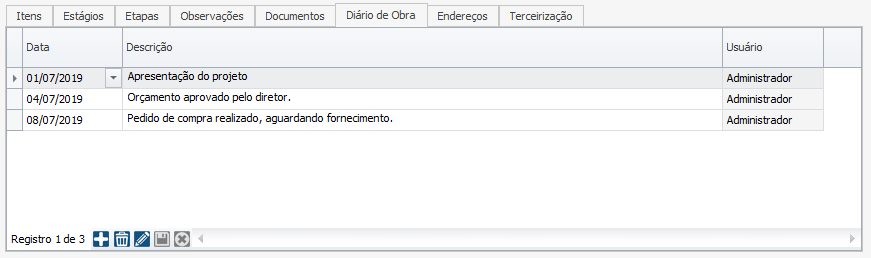 Itens Estágios Etapas Observações Documentos Diário de Obra Endereços Terceirização
Data Descrição Usuário
01/07/2019 Apresentação do projeto Administrador
04/07/2019 Orçamento aprovado pelo diretor. Administrador
08/07/2019 Pedido de compra realizado, aguardando fornecimento. Administrador
Registro 1 de 3